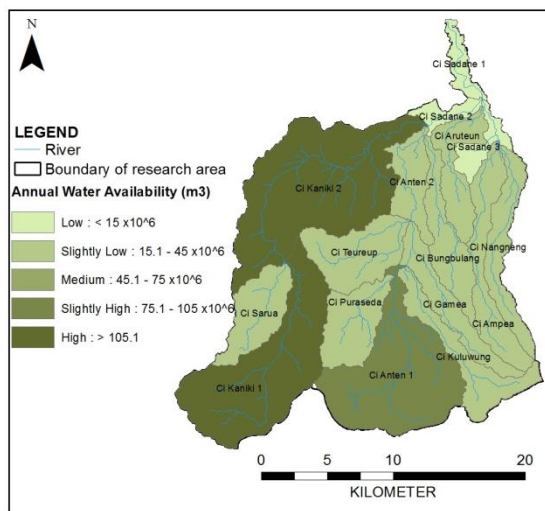 N
LEGEND
River
Boundary of research area
Annual Water Availability (m3)
Low : < 15 x10^6
Slightly Low : 15.1 - 45 x10^6
Medium : 45.1 - 75 x10^6
Slightly High : 75.1 - 105 x10^6
High : > 105.1
Ci Sadane 1
Ci Sadane 2
Ci Aruteun
Ci Sadane 3
Ci Kaniki 2
Ci Anten 2
Ci Teureup
Ci Nangneng
Ci Bungbulang
Ci Sarua
Ci Puraseda
Ci Gamea
Ci Ampea
Ci Kuluwung
Ci Kaniki 1
Ci Anten 1
0 5 10 20
KILOMETER